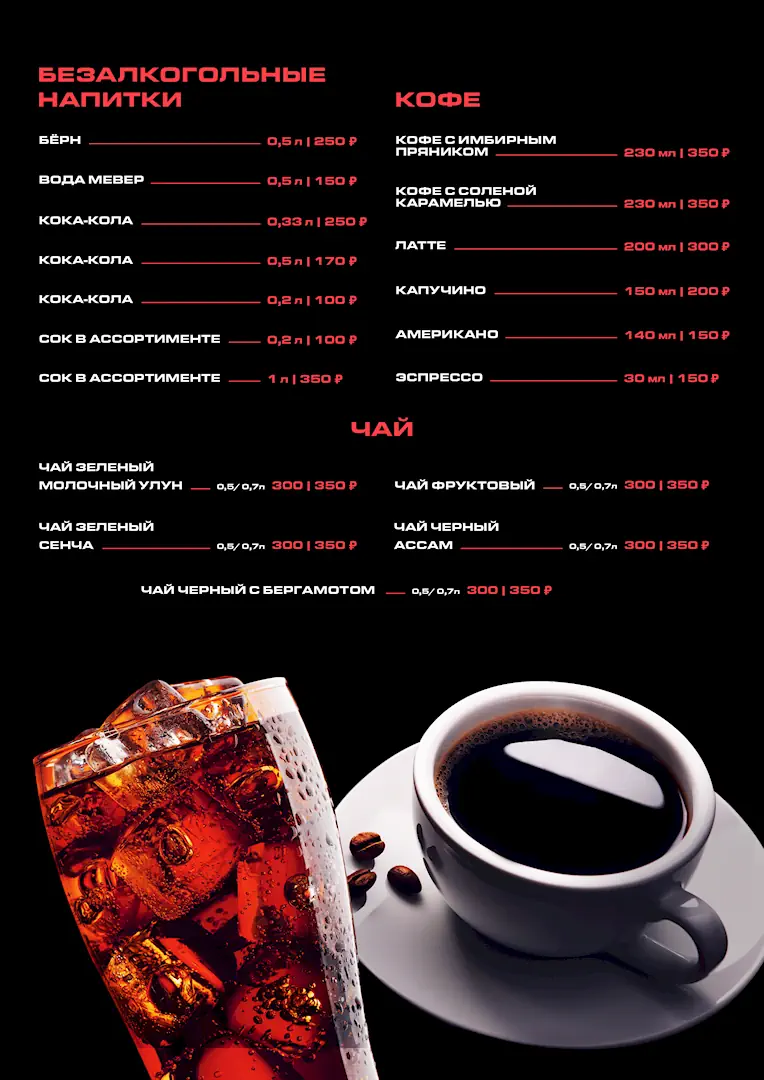 БЕЗАЛКОГОЛЬНЫЕ
НАПИТКИ
БЁРН 0,5 л | 250 ₽
ВОДА МЕВЕР 0,5 л | 150 ₽
КОКА-КОЛА 0,33 л | 250 ₽
КОКА-КОЛА 0,5 л | 170 ₽
КОКА-КОЛА 0,2 л | 100 ₽
СОК В АССОРТИМЕНТЕ 0,2 л | 100 ₽
СОК В АССОРТИМЕНТЕ 1 л | 350 ₽
КОФЕ
КОФЕ С ИМБИРНЫМ
ПРЯНИКОМ 230 мл | 350 ₽
КОФЕ С СОЛЕНОЙ
КАРАМЕЛЬЮ 230 мл | 350 ₽
ЛАТТЕ 200 мл | 300 ₽
КАПУЧИНО 150 мл | 200 ₽
АМЕРИКАНО 140 мл | 150 ₽
ЭСПРЕССО 30 мл | 150 ₽
ЧАЙ
ЧАЙ ЗЕЛЕНЫЙ
МОЛОЧНЫЙ УЛУН 0,5/0,7л 300 | 350 ₽
ЧАЙ ЗЕЛЕНЫЙ
СЕНЧА 0,5/0,7л 300 | 350 ₽
ЧАЙ ФРУКТОВЫЙ 0,5/0,7л 300 | 350 ₽
ЧАЙ ЧЕРНЫЙ
АССАМ 0,5/0,7л 300 | 350 ₽
ЧАЙ ЧЕРНЫЙ С БЕРГАМОТОМ 0,5/0,7л 300 | 350 ₽